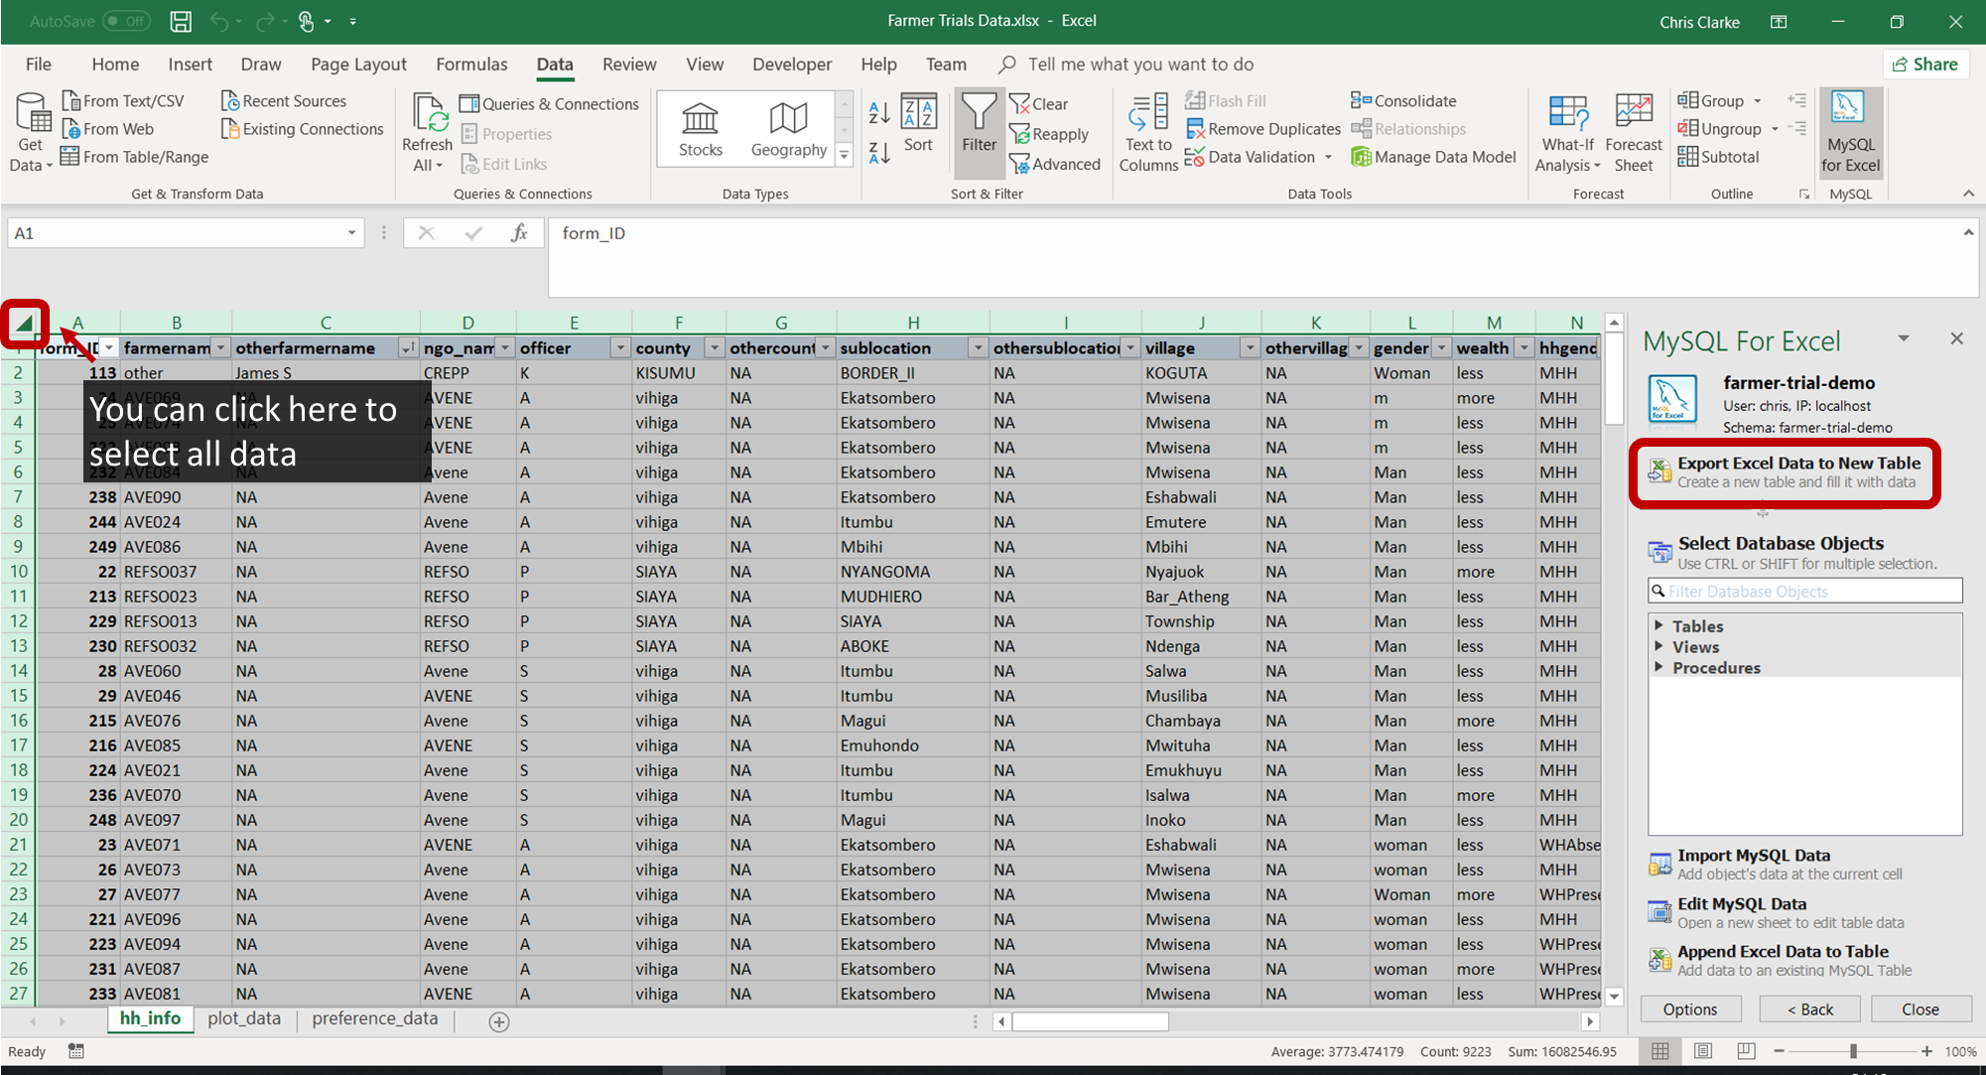 AutoSave Off
Farmer Trials Data.xlsx - Excel
Chris Clarke
File Home Insert Draw Page Layout Formulas Data Review View Developer Help Team Tell me what you want to do Share
Get Data
From Text/CSV
From Web
From Table/Range
Recent Sources
Existing Connections
Get & Transform Data
Refresh All
Queries & Connections
Properties
Edit Links
Queries & Connections
Stocks
Geography
Data Types
Sort
Filter
Clear
Reapply
Advanced
Sort & Filter
Text to Columns
Flash Fill
Remove Duplicates
Data Validation
Consolidate
Relationships
Manage Data Model
Data Tools
What-If Analysis
Forecast Sheet
Forecast
Group
Ungroup
Subtotal
Outline
MySQL for Excel
MySQL
A1
fx
form_ID
A B C D E F G H I J K L M N
farmernam otherfarmername ngo_nam officer county othercount sublocation othersublocation village othervillag gender wealth hhgend
2 113 other James S CREPP K KISUMU NA BORDER_II NA KOGUTA NA Woman less MHH
3 AVENE A vihiga NA Ekatsombero NA Mwisena NA m more MHH
4 AVENE A vihiga NA Ekatsombero NA Mwisena NA m less MHH
5 AVENE A vihiga NA Ekatsombero NA Mwisena NA m less MHH
6 232 AVE084 NA Avene A vihiga NA Ekatsombero NA Mwisena NA Man less MHH
You can click here to
select all data
7 238 AVE090 NA Avene A vihiga NA Ekatsombero NA Eshabwali NA Man less MHH
8 244 AVE024 NA Avene A vihiga NA Itumbu NA Emutere NA Man less MHH
9 249 AVE086 NA Avene A vihiga NA Mbihi NA Mbihi NA Man less MHH
10 22 REFSO037 NA REFSO P SIAYA NA NYANGOMA NA Nyajuok NA Man more MHH
11 213 REFSO023 NA REFSO P SIAYA NA MUDHIERO NA Bar_Atheng NA Man less MHH
12 229 REFSO013 NA REFSO P SIAYA NA SIAYA NA Township NA Man less MHH
13 230 REFSO032 NA REFSO P SIAYA NA ABOKE NA Ndenga NA Man less MHH
14 28 AVE060 NA Avene S vihiga NA Itumbu NA Salwa NA Man less MHH
15 29 AVE046 NA AVENE S vihiga NA Itumbu NA Musiliba NA Man less MHH
16 215 AVE076 NA Avene S vihiga NA Magui NA Chambaya NA Man more MHH
17 216 AVE085 NA AVENE S vihiga NA Emuhondo NA Mwituha NA Man less MHH
18 224 AVE021 NA Avene S vihiga NA Itumbu NA Emukhuyu NA Man less MHH
19 236 AVE070 NA Avene S vihiga NA Itumbu NA Isalwa NA Man more MHH
20 248 AVE097 NA Avene S vihiga NA Magui NA Inoko NA Man less MHH
21 23 AVE071 NA AVENE A vihiga NA Ekatsombero NA Eshabwali NA woman less WHAbse
22 26 AVE073 NA Avene A vihiga NA Ekatsombero NA Mwisena NA woman less MHH
23 27 AVE077 NA Avene A vihiga NA Ekatsombero NA Mwisena NA Woman more WHPrese
24 221 AVE096 NA Avene A vihiga NA Ekatsombero NA Mwisena NA woman less MHH
25 223 AVE094 NA Avene A vihiga NA Ekatsombero NA Mwisena NA woman less WHPrese
26 231 AVE087 NA Avene A vihiga NA Ekatsombero NA Mwisena NA woman more WHPrese
27 233 AVE081 NA AVENE A vihiga NA Ekatsombero NA Mwisena NA woman less WHPrese
hh_info plot_data preference_data
Ready
Average: 3773.474179 Count: 9223 Sum: 16082546.95
100%
MySQL For Excel
farmer-trial-demo
User: chris, IP: localhost
Schema: farmer-trial-demo
Export Excel Data to New Table
Create a new table and fill it with data
Select Database Objects
Use CTRL or SHIFT for multiple selection.
Filter Database Objects
Tables
Views
Procedures
Import MySQL Data
Add object's data at the current cell
Edit MySQL Data
Open a new sheet to edit table data
Append Excel Data to Table
Add data to an existing MySQL Table
Options
< Back
Close